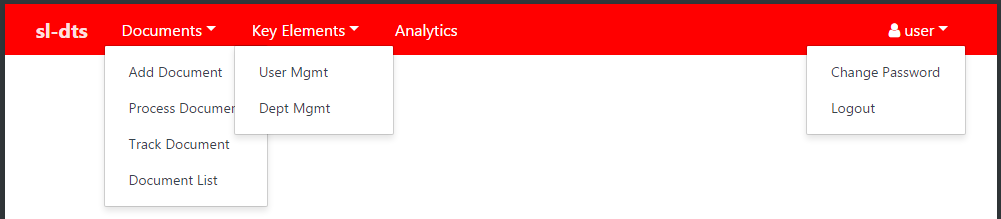 sl-dts Documents Key Elements Analytics user
Add Document User Mgmt Change Password
Process Documen Dept Mgmt Logout
Track Document
Document List